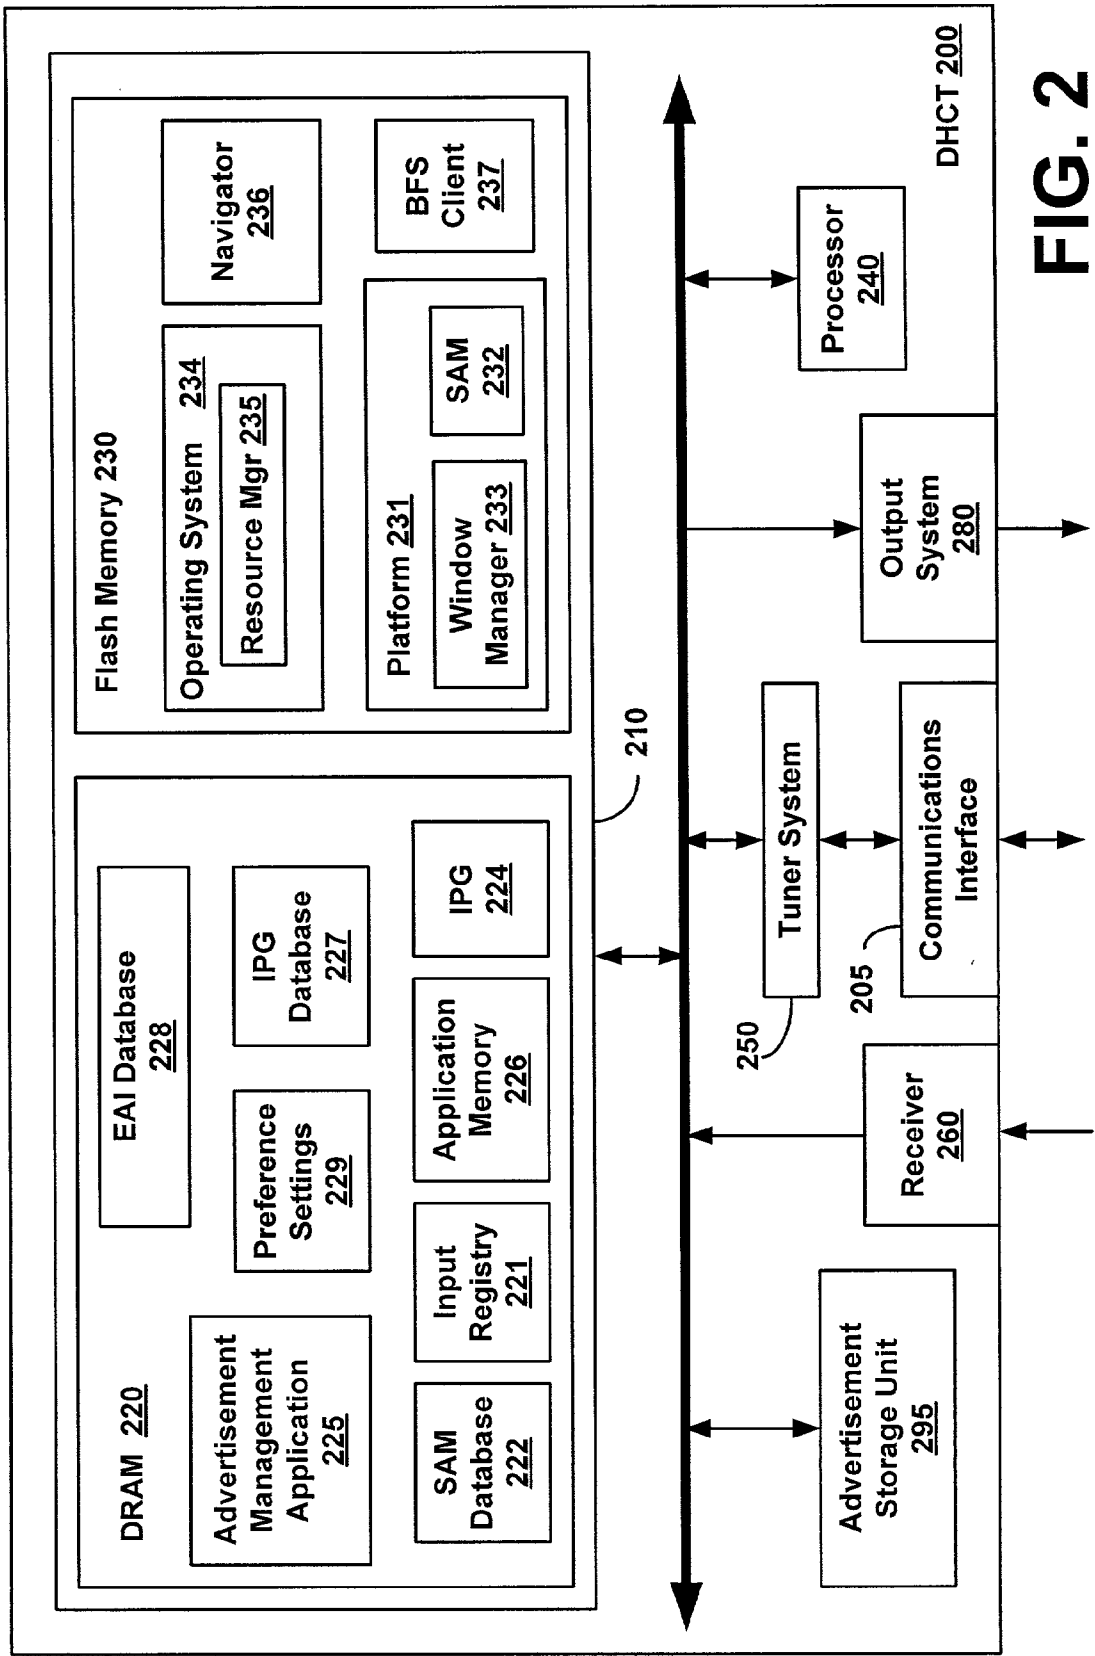 DRAM 220
EAI Database
228
Advertisement
Management
Application
225
Preference
Settings
229
IPG
Database
227
SAM
Database
222
Input
Registry
221
Application
Memory
226
IPG
224
Flash Memory 230
Operating System 234
Resource Mgr 235
Navigator
236
Platform 231
Window
Manager 233
SAM
232
BFS
Client
237
210
Advertisement
Storage Unit
295
Receiver
260
250
Tuner System
205
Communications
Interface
Output
System
280
Processor
240
DHCT 200
FIG. 2